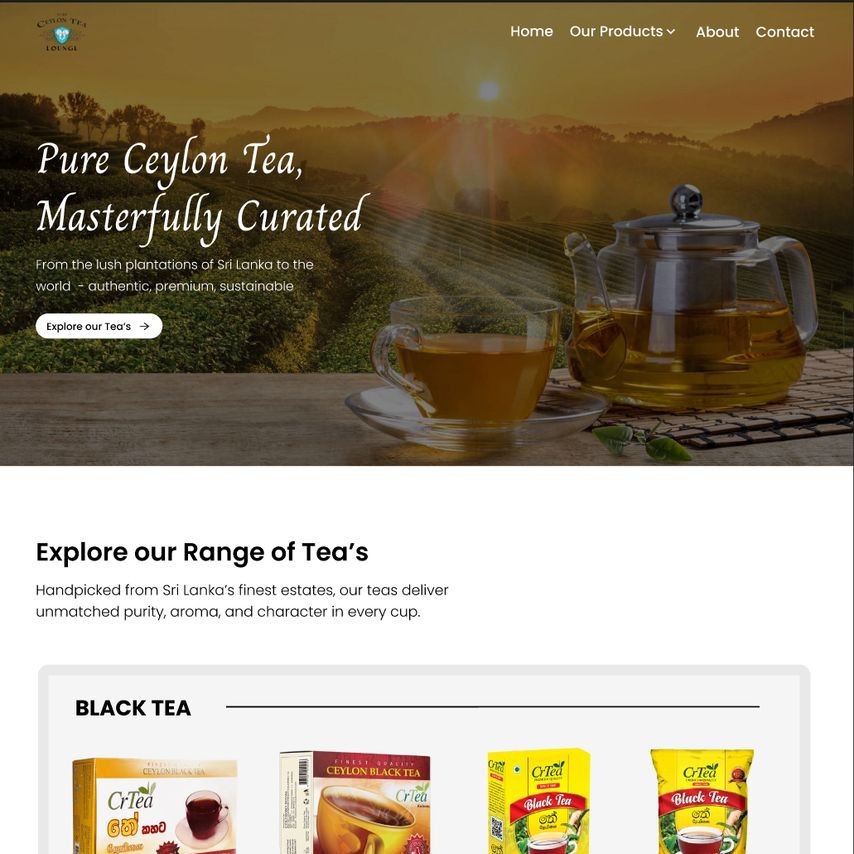 CEYLON TEA
LOUNGE
Home Our Products About Contact
Pure Ceylon Tea,
Masterfully Curated
From the lush plantations of Sri Lanka to the
world - authentic, premium, sustainable
Explore our Tea’s →
Explore our Range of Tea’s
Handpicked from Sri Lanka’s finest estates, our teas deliver
unmatched purity, aroma, and character in every cup.
BLACK TEA
FINEST QUALITY
CEYLON BLACK TEA
CrTea
තේ කහට
FINEST QUALITY
CEYLON BLACK TEA
CrTea
CrTea
Black Tea
තේ
CrTea
Black Tea
තේ